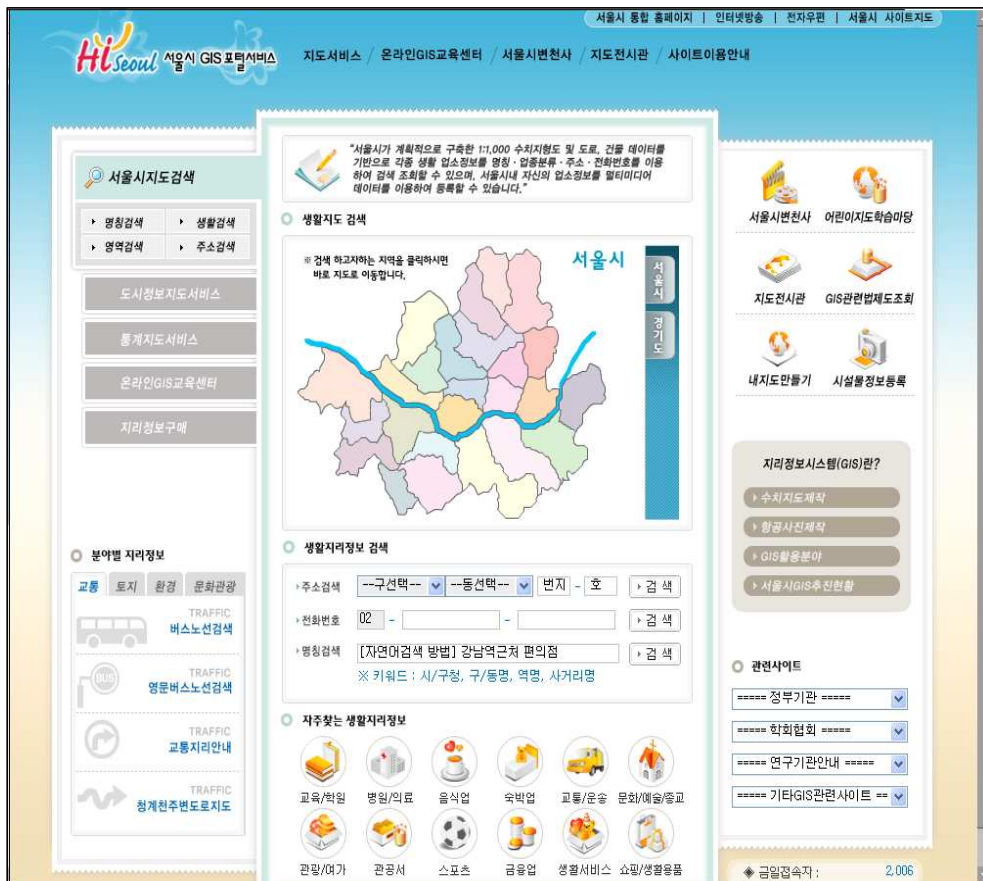 서울시 통합 홈페이지 | 인터넷방송 | 전자우편 | 서울시 사이트지도
Hi Seoul 서울시 GIS 포털서비스
지도서비스 / 온라인GIS교육센터 / 서울시변천사 / 지도전시관 / 사이트이용안내
서울시지도검색
명칭검색
생활검색
영역검색
주소검색
도시정보지도서비스
통계지도서비스
온라인GIS교육센터
지리정보구매
분야별 지리정보
교통 토지 환경 문화관광
TRAFFIC
버스노선검색
BUS
TRAFFIC
영문버스노선검색
TRAFFIC
교통지리안내
TRAFFIC
청계천주변도로지도
"서울시가 계획적으로 구축한 1:1,000 수치지형도 및 도로, 건물 데이터를
기반으로 각종 생활 업소정보를 명칭·업종분류·주소·전화번호를 이용
하여 검색 조회할 수 있으며, 서울시내 자신의 업소정보를 멀티미디어
데이터를 이용하여 등록할 수 있습니다."
생활지도 검색
※ 검색 하고자하는 지역을 클릭하시면
바로 지도로 이동합니다.
서울시
서울시
경기도
생활지리정보 검색
주소검색 --구선택-- --동선택-- 번지 - 호 검색
전화번호 02 - - 검색
명칭검색 [자연어검색 방법] 강남역근처 편의점 검색
※ 키워드 : 시/구청, 구/동명, 역명, 사거리명
자주찾는 생활지리정보
교육/학원 병원/의료 음식업 숙박업 교통/운송 문화/예술/종교
관광/여가 관공서 스포츠 금융업 생활서비스 쇼핑/생활용품
서울시변천사 어린이지도학습마당
지도전시관 GIS관련법제도조회
내지도만들기 시설물정보등록
지리정보시스템(GIS)란?
수치지도제작
항공사진제작
GIS활용분야
서울시GIS추진현황
관련사이트
===== 정부기관 =====
===== 학회협회 =====
===== 연구기관안내 =====
===== 기타GIS관련사이트 ==
금일접속자 : 2,006